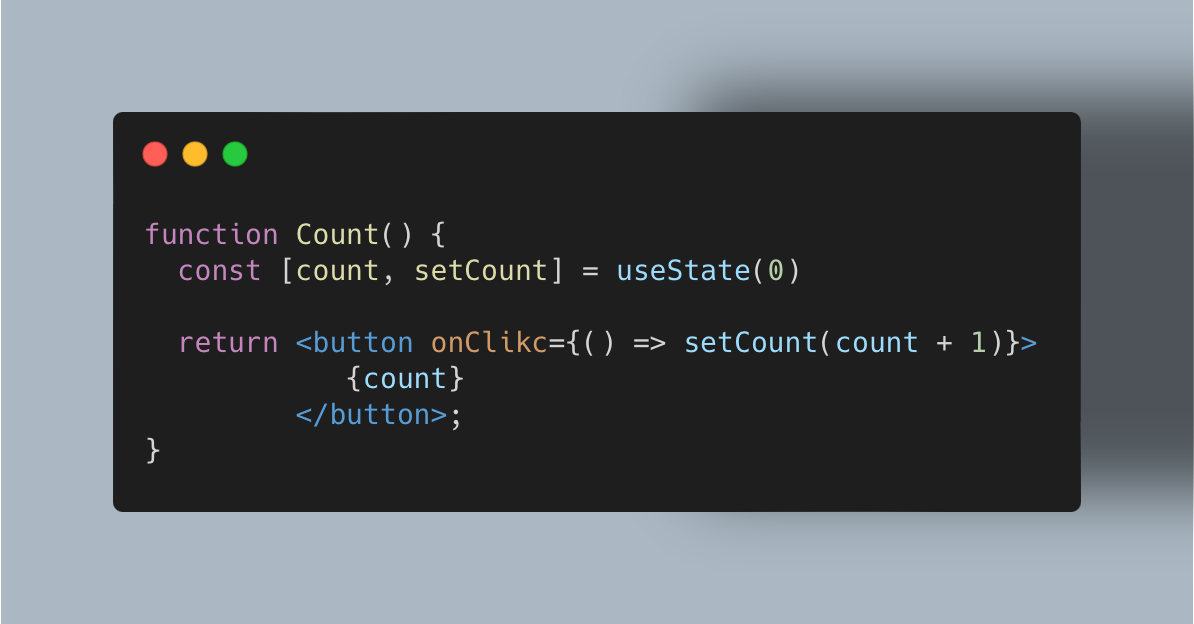 function Count() {
  const [count, setCount] = useState(0)

  return <button onClikc={() => setCount(count + 1)}>
            {count}
         </button>;
}